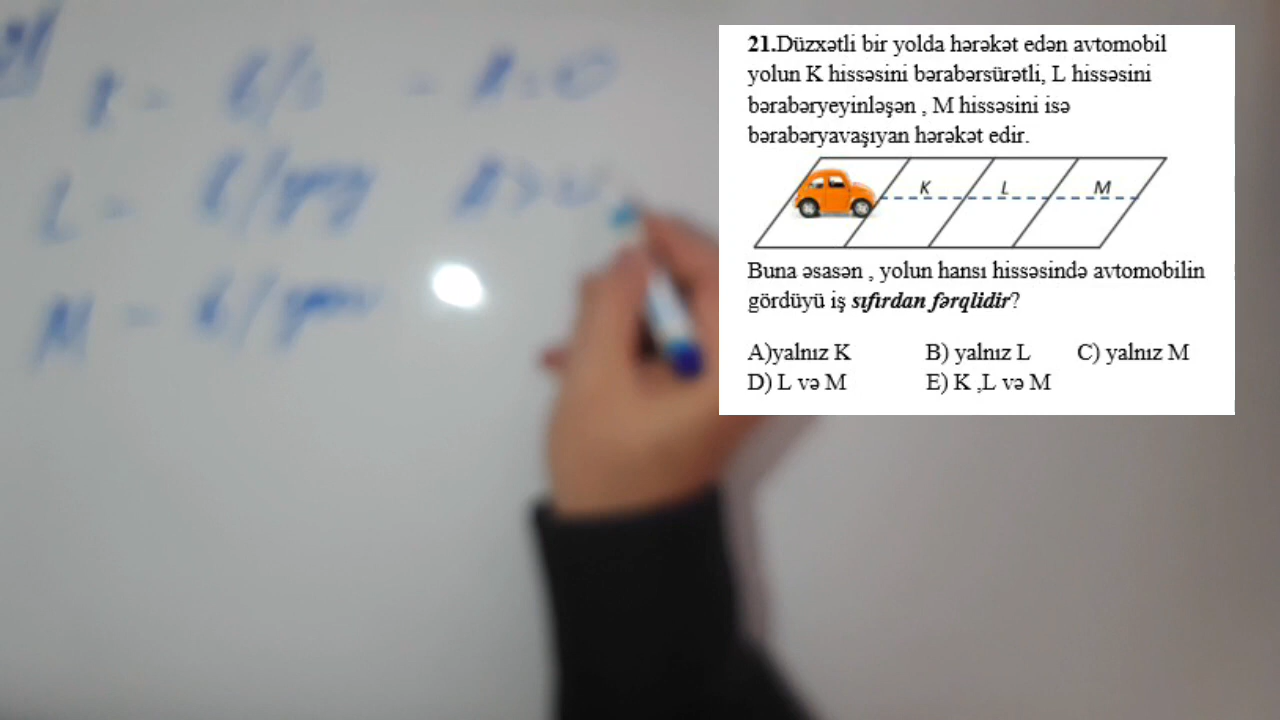 21.Düzxətli bir yolda hərəkət edən avtomobil
yolun K hissəsini bərabərsürətli, L hissəsini
bərabəryeyinləşən , M hissəsini isə
bərabəryavaşıyan hərəkət edir.
K L M
Buna əsasən , yolun hansı hissəsində avtomobilin
gördüyü iş sıfırdan fərqlidir?
A)yalnız K B) yalnız L C) yalnız M
D) L və M E) K ,L və M
K -
L -
M -